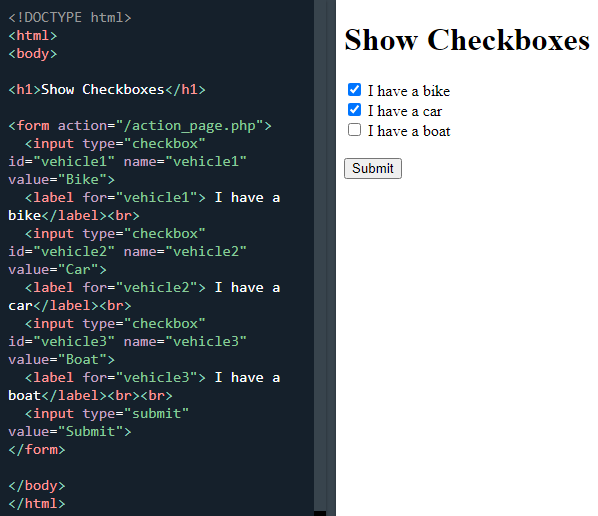 <!DOCTYPE html>
<html>
<body>
<h1>Show Checkboxes</h1>
<form action="/action_page.php">
<input type="checkbox"
id="vehicle1" name="vehicle1"
value="Bike">
<label for="vehicle1"> I have a
bike</label><br>
<input type="checkbox"
id="vehicle2" name="vehicle2"
value="Car">
<label for="vehicle2"> I have a
car</label><br>
<input type="checkbox"
id="vehicle3" name="vehicle3"
value="Boat">
<label for="vehicle3"> I have a
boat</label><br><br>
<input type="submit"
value="Submit">
</form>
</body>
</html>
Show Checkboxes
I have a bike
I have a car
I have a boat
Submit